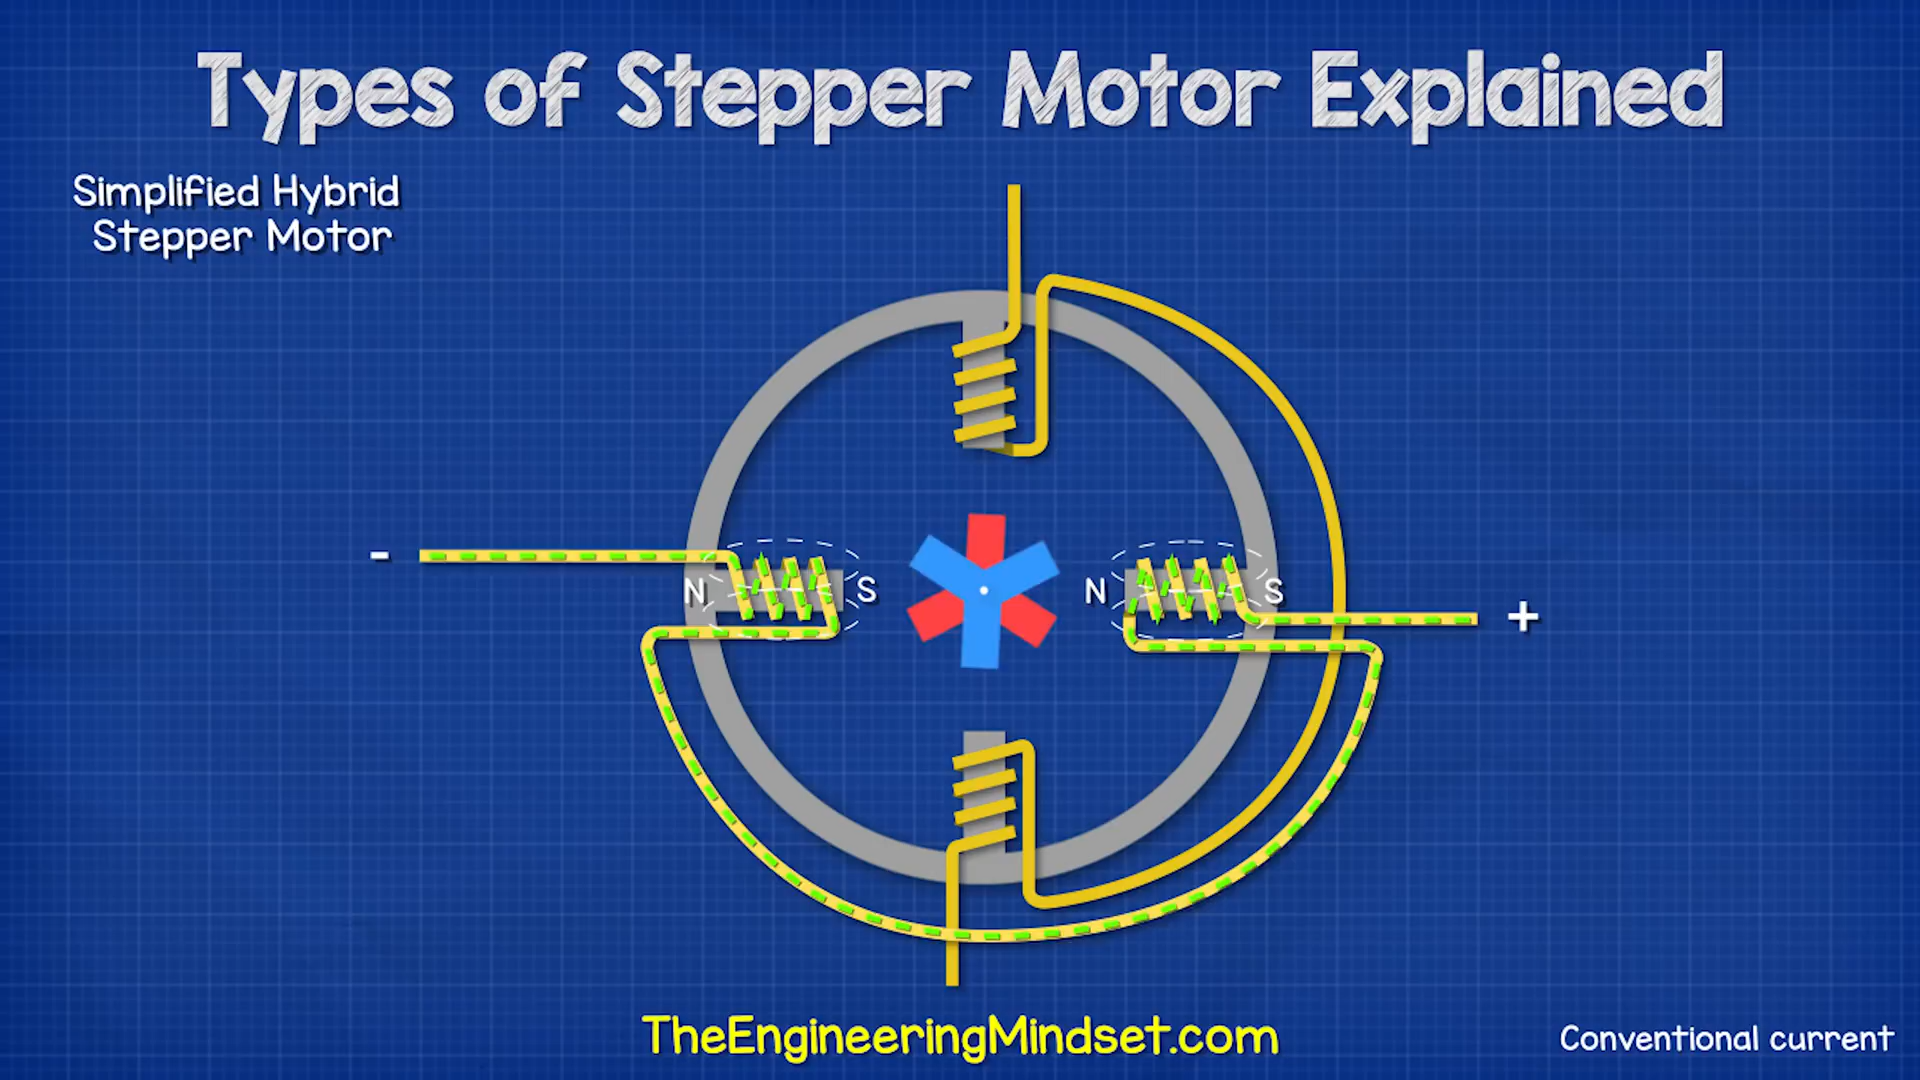 Types of Stepper Motor Explained
Simplified Hybrid
Stepper Motor
-
N
S
N
S
+
TheEngineeringMindset.com
Conventional current